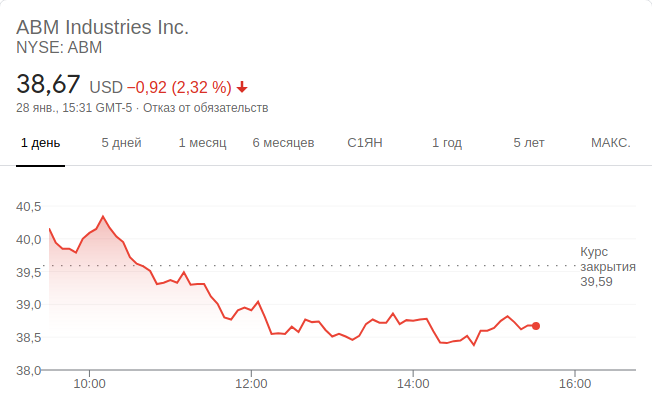 ABM Industries Inc.
NYSE: ABM
38,67 USD −0,92 (2,32 %)
28 янв., 15:31 GMT-5 · Отказ от обязательств
1 день 5 дней 1 месяц 6 месяцев С1ЯН 1 год 5 лет МАКС.
40,5
40,0
Курс
закрытия
39,59
39,5
39,0
38,5
38,0
10:00 12:00 14:00 16:00